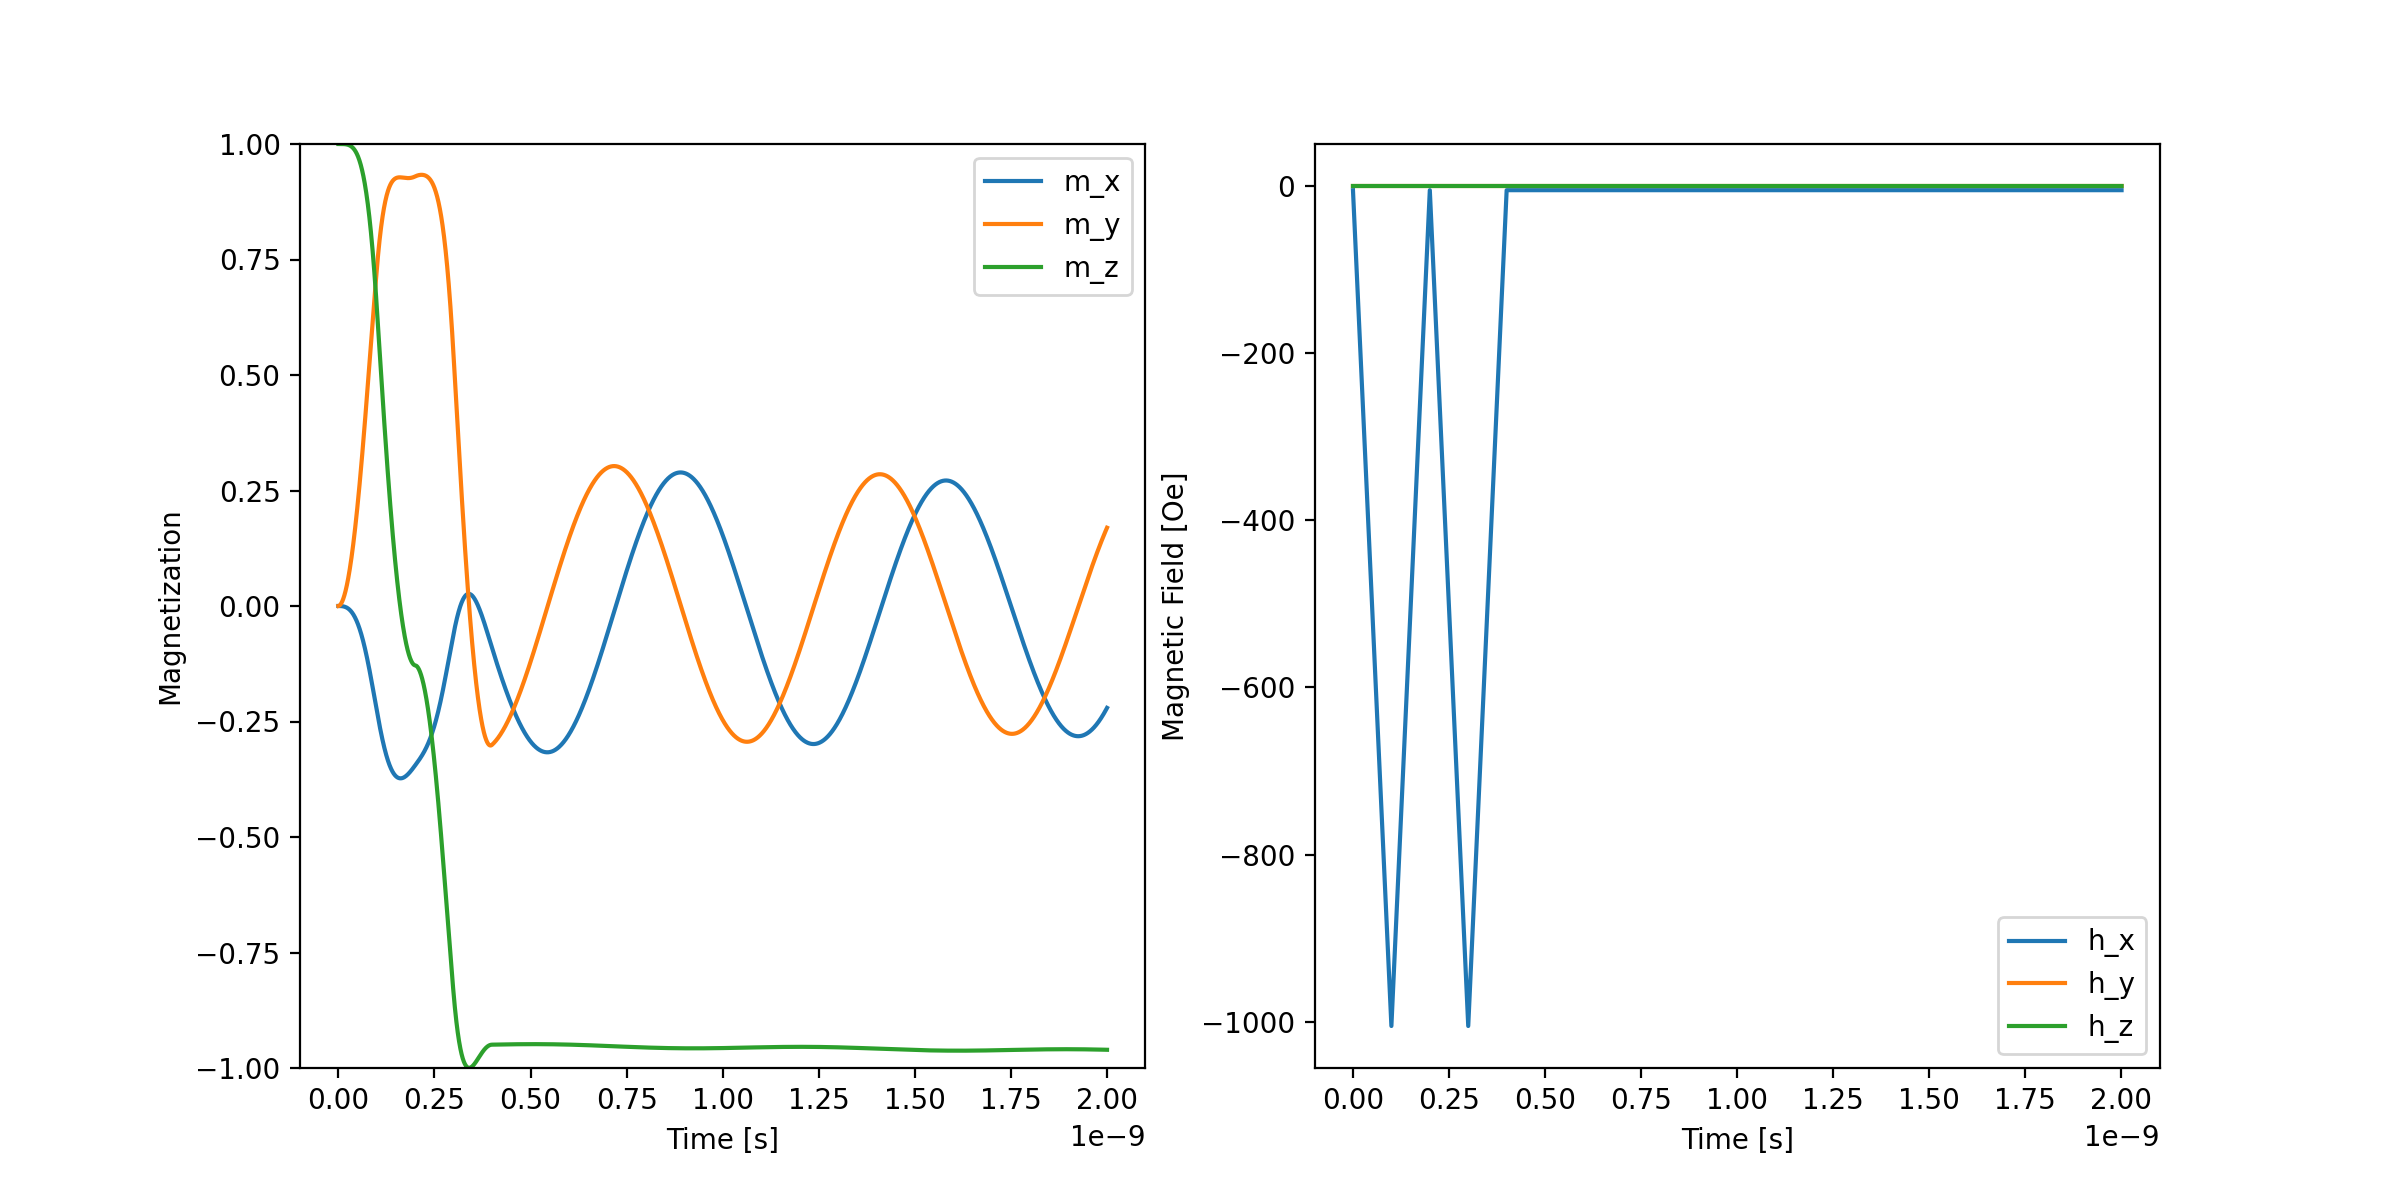 Magnetization
1.00
0.75
0.50
0.25
0.00
−0.25
−0.50
−0.75
−1.00
m_x
m_y
m_z
0.00 0.25 0.50 0.75 1.00 1.25 1.50 1.75 2.00
Time [s]
1e−9
Magnetic Field [Oe]
0
−200
−400
−600
−800
−1000
h_x
h_y
h_z
0.00 0.25 0.50 0.75 1.00 1.25 1.50 1.75 2.00
Time [s]
1e−9